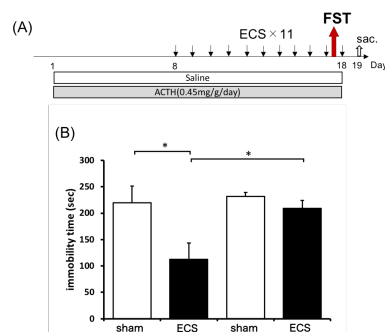 (A)
FST
ECS×11
sac.
1
8
18
19
Day
Saline
ACTH(0.45mg/g/day)
(B)
*
*
immobility time (sec)
300
250
200
150
100
50
0
sham
ECS
sham
ECS